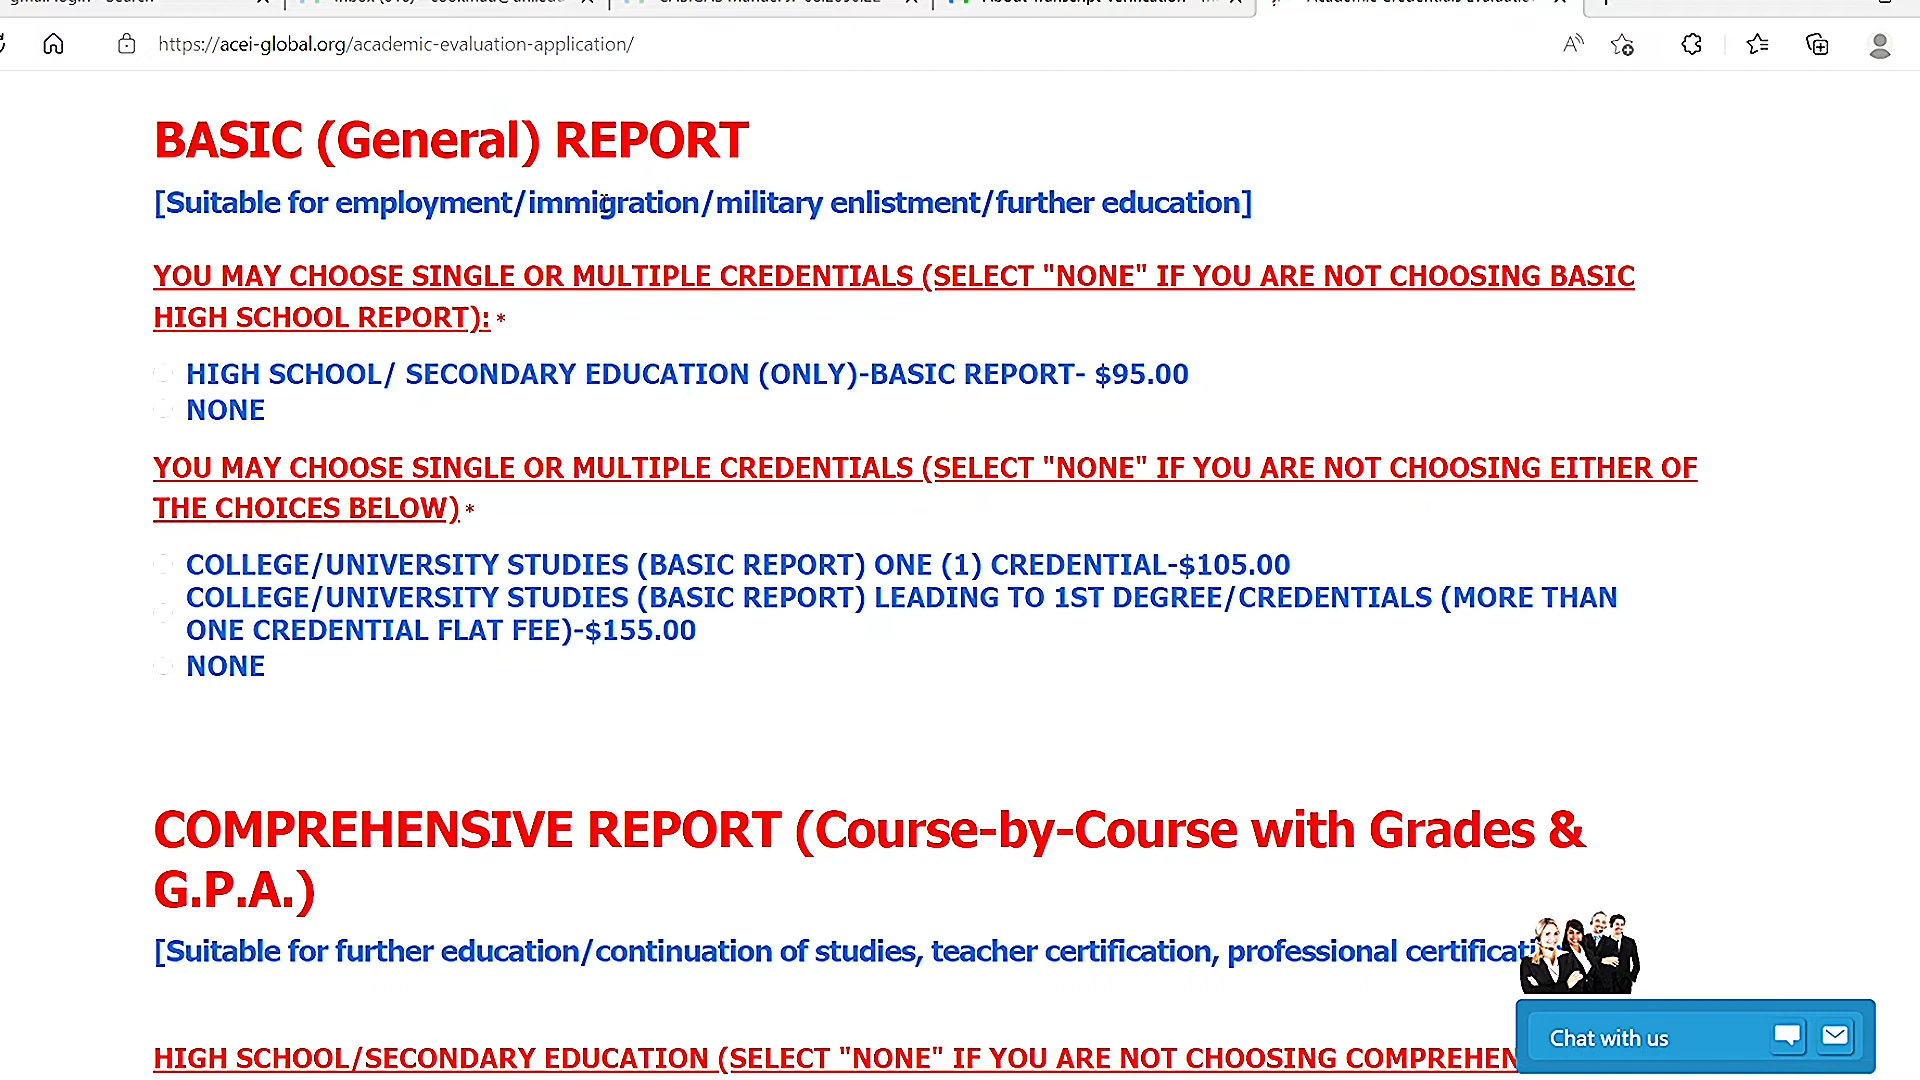 https://acei-global.org/academic-evaluation-application/
BASIC (General) REPORT
[Suitable for employment/immigration/military enlistment/further education]
YOU MAY CHOOSE SINGLE OR MULTIPLE CREDENTIALS (SELECT "NONE" IF YOU ARE NOT CHOOSING BASIC
HIGH SCHOOL REPORT): *
HIGH SCHOOL/ SECONDARY EDUCATION (ONLY)-BASIC REPORT- $95.00
NONE
YOU MAY CHOOSE SINGLE OR MULTIPLE CREDENTIALS (SELECT "NONE" IF YOU ARE NOT CHOOSING EITHER OF
THE CHOICES BELOW) *
COLLEGE/UNIVERSITY STUDIES (BASIC REPORT) ONE (1) CREDENTIAL-$105.00
COLLEGE/UNIVERSITY STUDIES (BASIC REPORT) LEADING TO 1ST DEGREE/CREDENTIALS (MORE THAN
ONE CREDENTIAL FLAT FEE)-$155.00
NONE
COMPREHENSIVE REPORT (Course-by-Course with Grades &
G.P.A.)
[Suitable for further education/continuation of studies, teacher certification, professional certificati
HIGH SCHOOL/SECONDARY EDUCATION (SELECT "NONE" IF YOU ARE NOT CHOOSING COMPREHEN
Chat with us